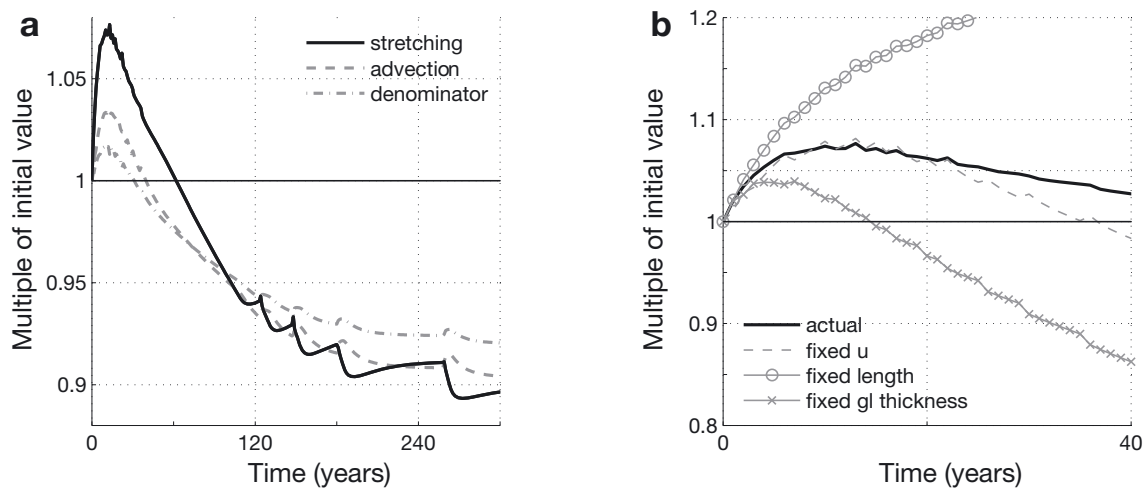 a
Multiple of initial value
1.05
1
0.95
0.9
stretching
advection
denominator
0
120
240
Time (years)
b
Multiple of initial value
1.2
1.1
1
0.9
0.8
actual
fixed u
fixed length
fixed gl thickness
0
40
Time (years)